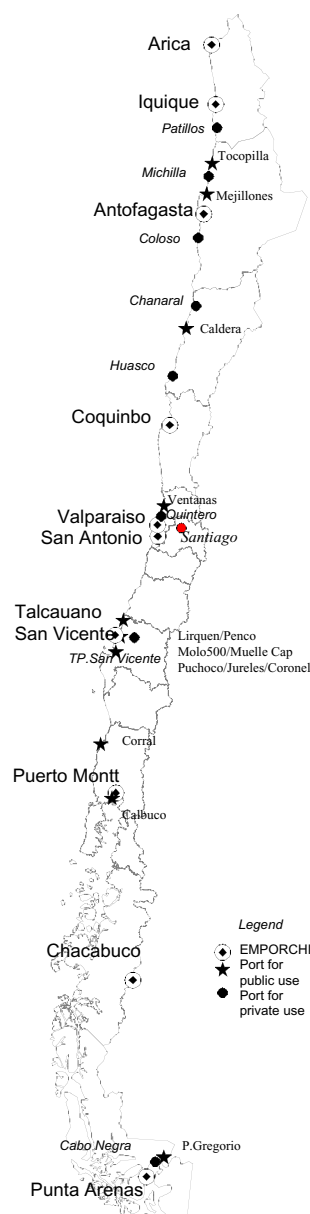 Arica
Iquique
Patillos
Tocopilla
Michilla
Mejillones
Antofagasta
Coloso
Chanaral
Caldera
Huasco
Coquinbo
Ventanas
Quintero
Valparaiso
San Antonio
Santiago
Talcauano
San Vicente
Lirquen/Penco
Molo500/Muelle Cap
Puchoco/Jureles/Coronel
TP.San Vicente
Corral
Puerto Montt
Calbuco
Legend
EMPORCHI
Port for
public use
Port for
private use
Chacabuco
Cabo Negra
P.Gregorio
Punta Arenas